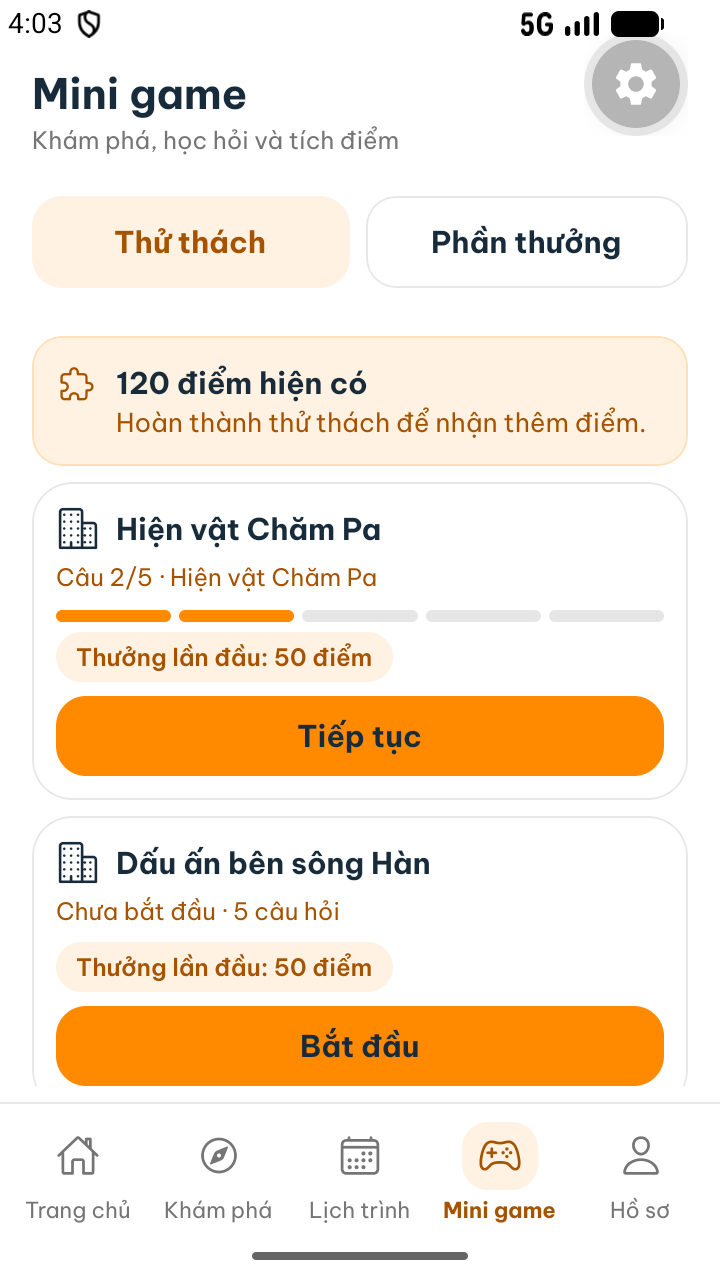 4:03
5G
Mini game
Khám phá, học hỏi và tích điểm
Thử thách
Phần thưởng
120 điểm hiện có
Hoàn thành thử thách để nhận thêm điểm.
Hiện vật Chăm Pa
Câu 2/5 · Hiện vật Chăm Pa
Thưởng lần đầu: 50 điểm
Tiếp tục
Dấu ấn bên sông Hàn
Chưa bắt đầu · 5 câu hỏi
Thưởng lần đầu: 50 điểm
Bắt đầu
Trang chủ
Khám phá
Lịch trình
Mini game
Hồ sơ